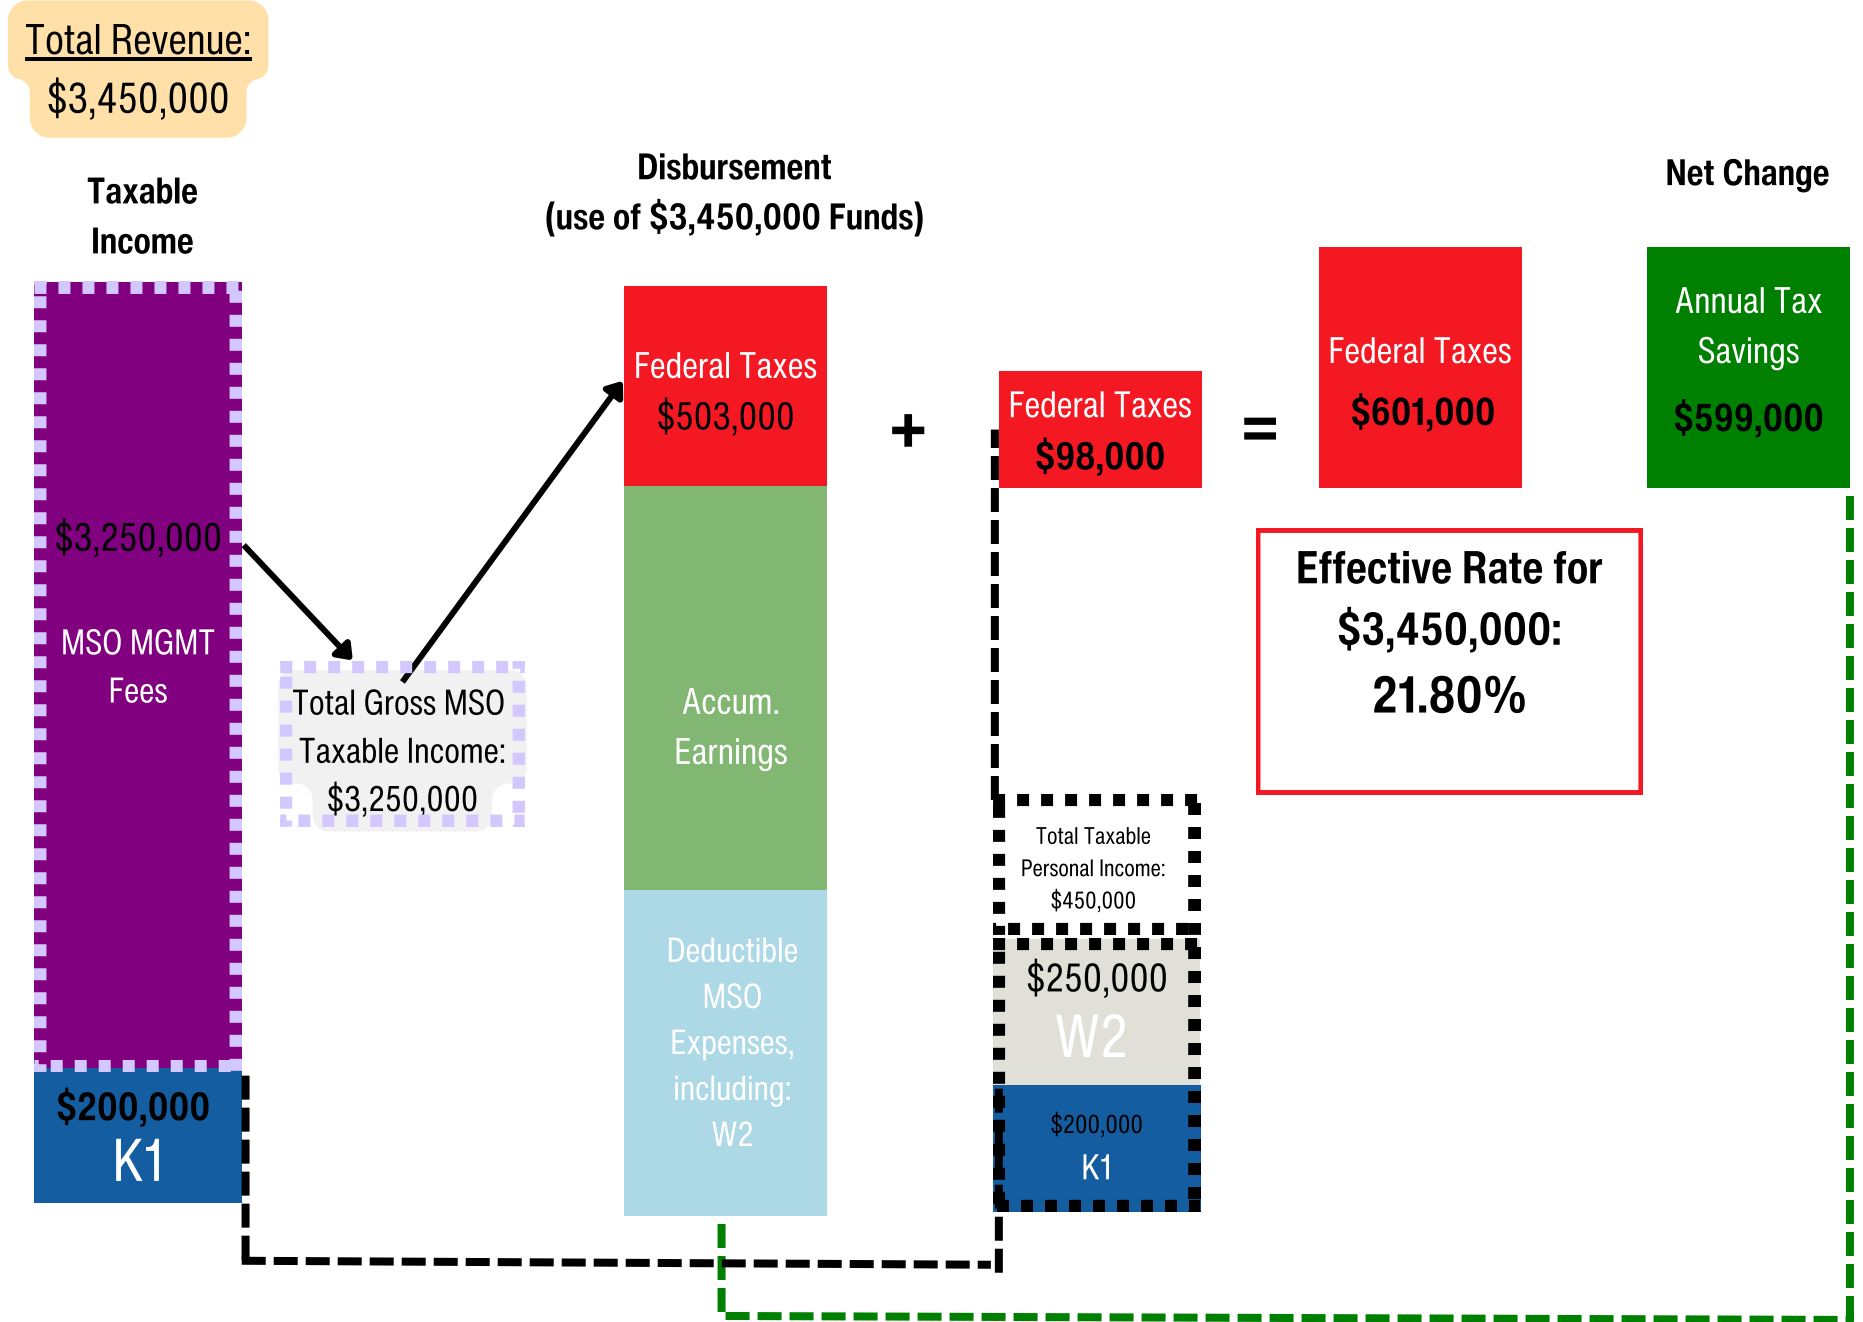 Total Revenue:
$3,450,000
Taxable
Income
$3,250,000
MSO MGMT
Fees
$200,000
K1
Total Gross MSO
Taxable Income:
$3,250,000
Disbursement
(use of $3,450,000 Funds)
Federal Taxes
$503,000
Accum.
Earnings
Deductible
MSO
Expenses,
including:
W2
+
Federal Taxes
$98,000
Total Taxable
Personal Income:
$450,000
$250,000
W2
$200,000
K1
=
Federal Taxes
$601,000
Effective Rate for
$3,450,000:
21.80%
Net Change
Annual Tax
Savings
$599,000